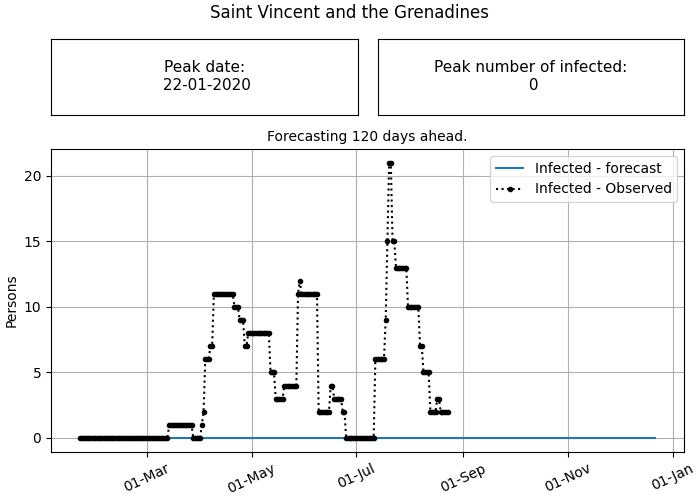 Saint Vincent and the Grenadines
Peak date:
22-01-2020
Peak number of infected:
0
Forecasting 120 days ahead.
Infected - forecast
Infected - Observed
Persons
20
15
10
5
0
01-Mar
01-May
01-Jul
01-Sep
01-Nov
01-Jan